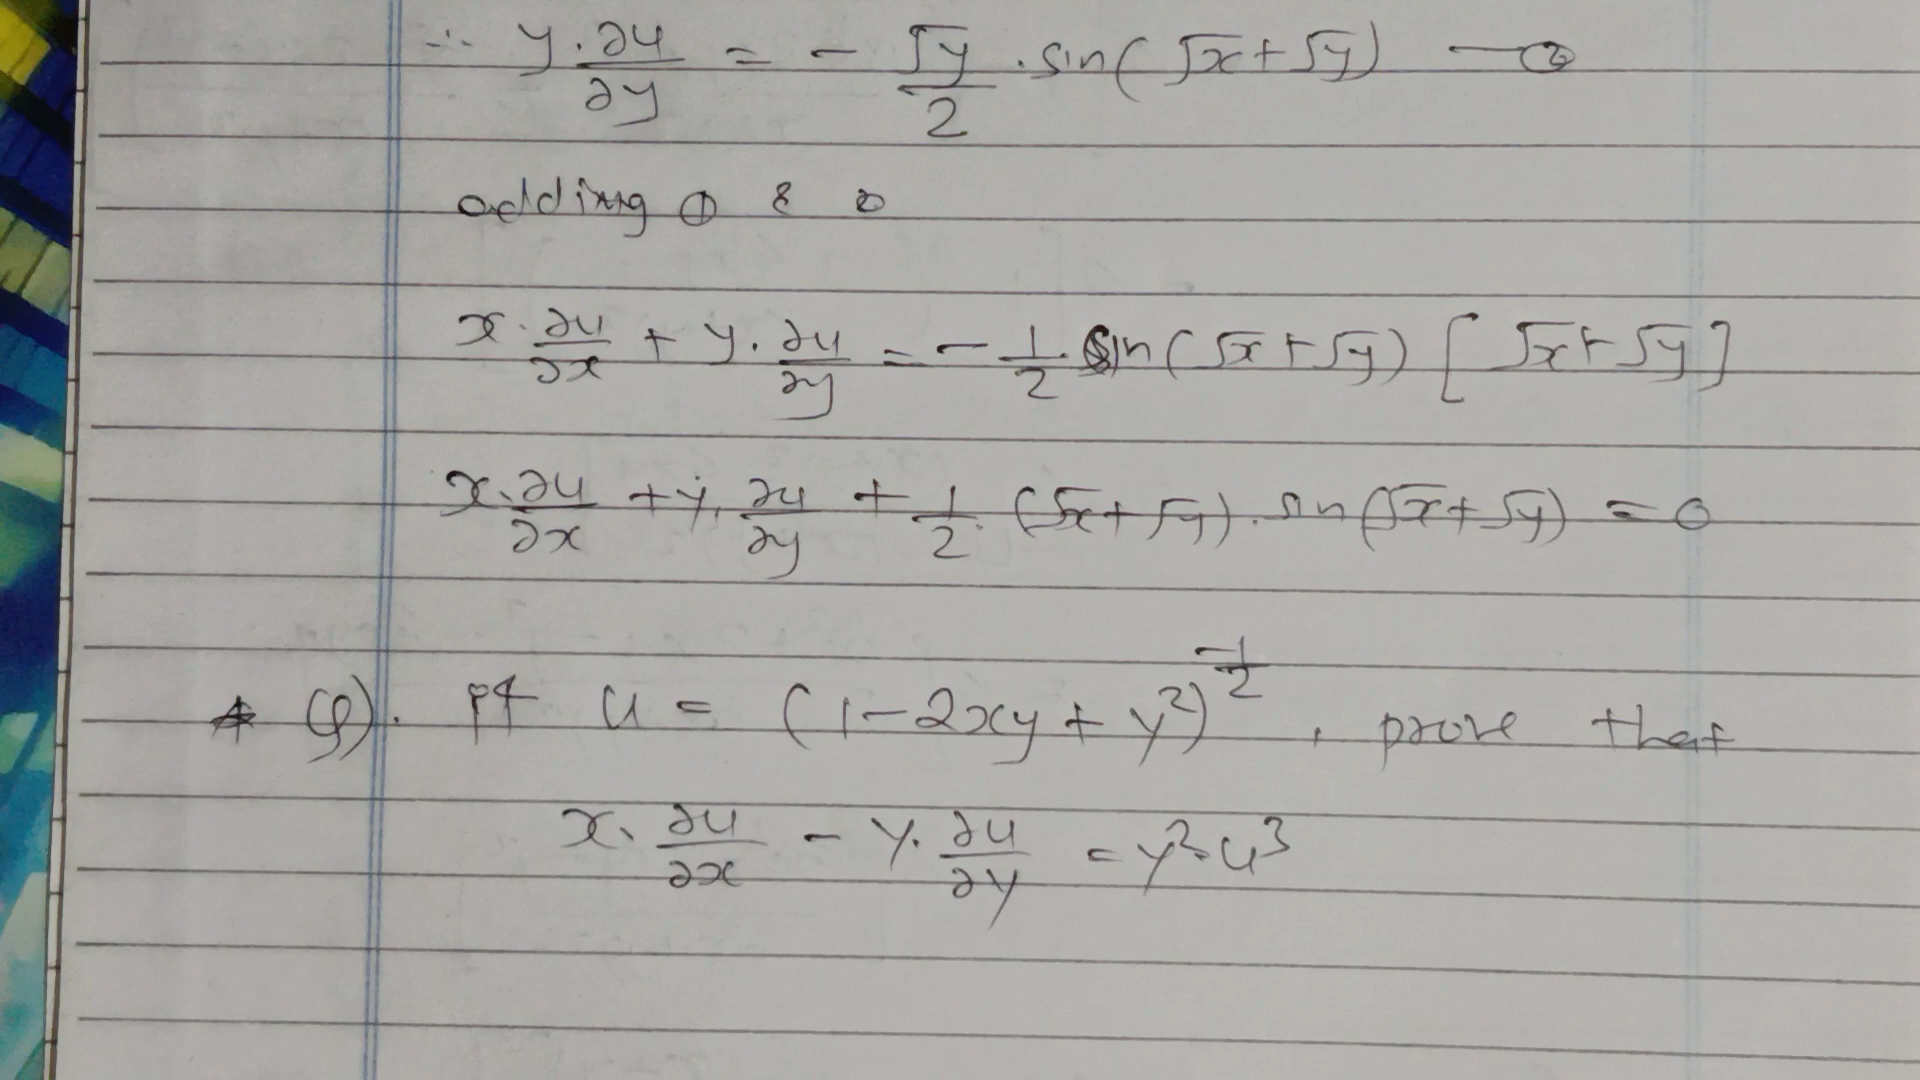 ∴ y.∂u/∂y = - √y/2 . sin(√x+√y) —②
adding ① & ②
x.∂u/∂x + y.∂u/∂y = - 1/2 . sin(√x+√y) [√x+√y]
x.∂u/∂x + y.∂u/∂y + 1/2 . (√x+√y) . sin(√x+√y) = 0
* Q). If u = (1-2xy+y²)^(-1/2) , prove that
x.∂u/∂x - y.∂u/∂y = y².u³